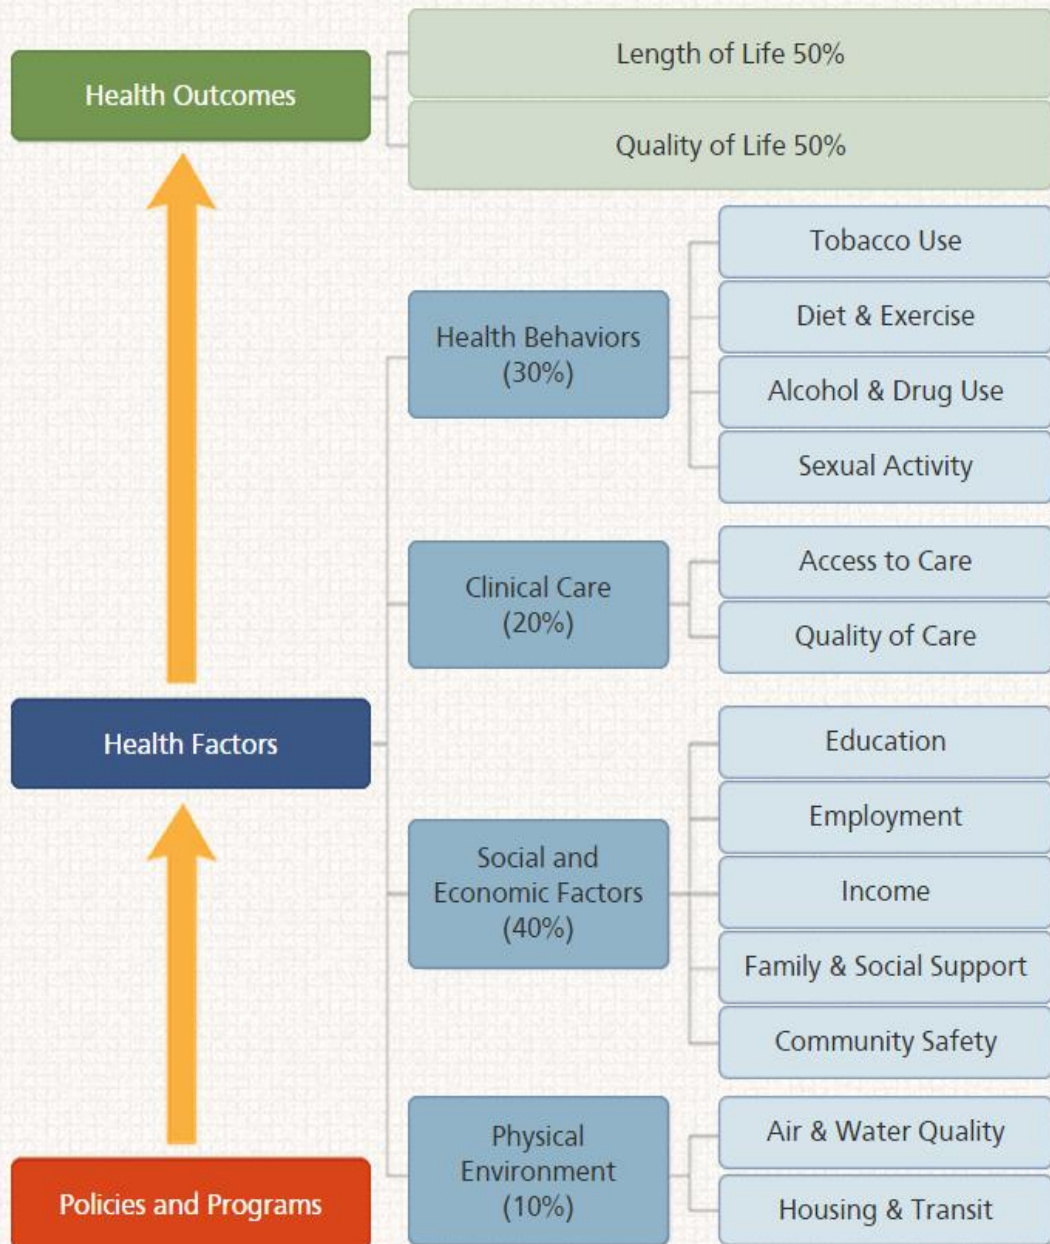 Health Outcomes
Length of Life 50%
Quality of Life 50%
Health Factors
Health Behaviors
(30%)
Tobacco Use
Diet & Exercise
Alcohol & Drug Use
Sexual Activity
Clinical Care
(20%)
Access to Care
Quality of Care
Social and
Economic Factors
(40%)
Education
Employment
Income
Family & Social Support
Community Safety
Physical
Environment
(10%)
Air & Water Quality
Housing & Transit
Policies and Programs